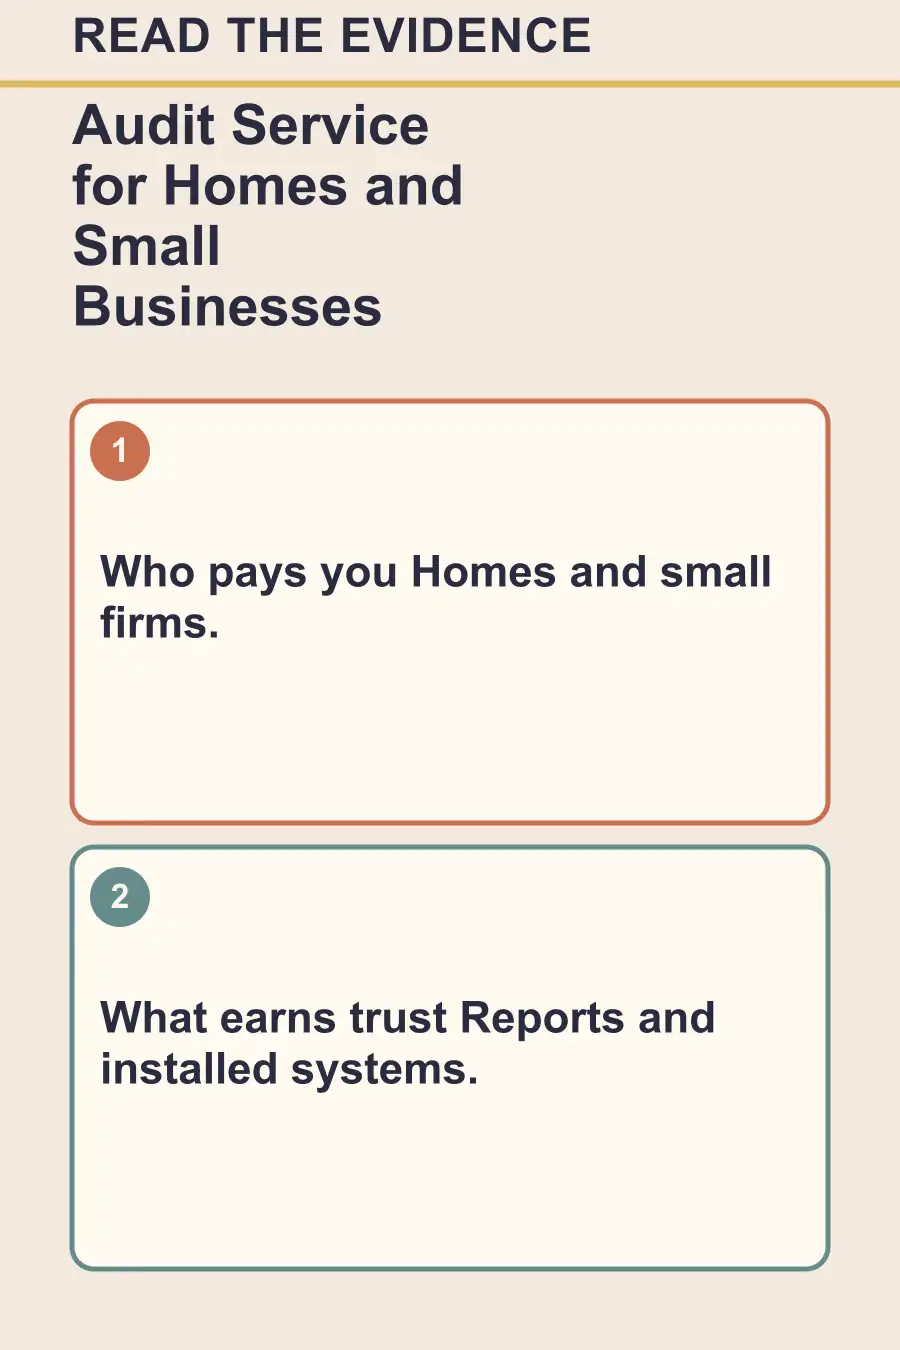 READ THE EVIDENCE
Audit Service
for Homes and
Small
Businesses
1
Who pays you Homes and small
firms.
2
What earns trust Reports and
installed systems.